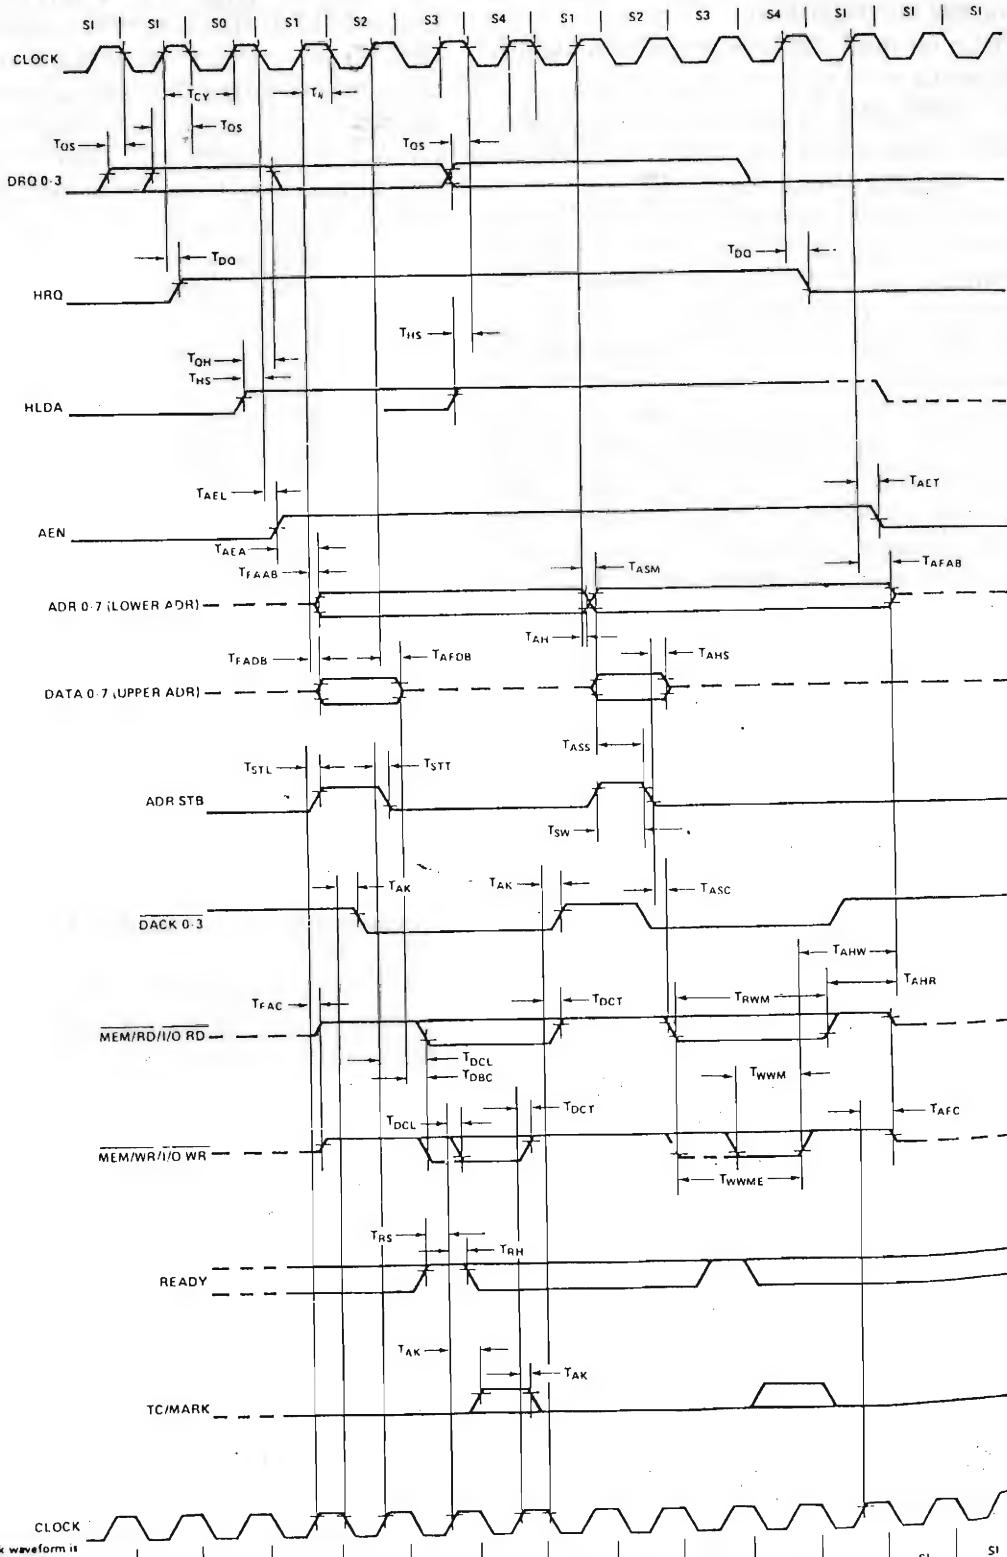 SI SI S0 S1 S2 S3 S4 S1 S2 S3 S4 SI SI SI
CLOCK
TCY
Tθ
TQS
TQS
TQS
DRQ 0-3
TDQ
TDQ
HRQ
THS
TQH
THS
HLDA
TAEL
TAET
AEN
TAEA
TFAAB
TASM
TAFAB
ADR 0-7 (LOWER ADR)
TAH
TFADB
TAFDB
TAHS
DATA 0-7 (UPPER ADR)
TASS
TSTL
TSTT
ADR STB
TSW
TAK
TAK
TASC
DACK 0-3
TAHW
TAHR
TFAC
TDCT
TRWM
MEM/RD/I/O RD
TDCL
TDBC
TWWM
TDCL
TDCT
TAFC
MEM/WR/I/O WR
TWWME
TRS
TRH
READY
TAK
TAK
TC/MARK
CLOCK
k waveform is
SI
SI